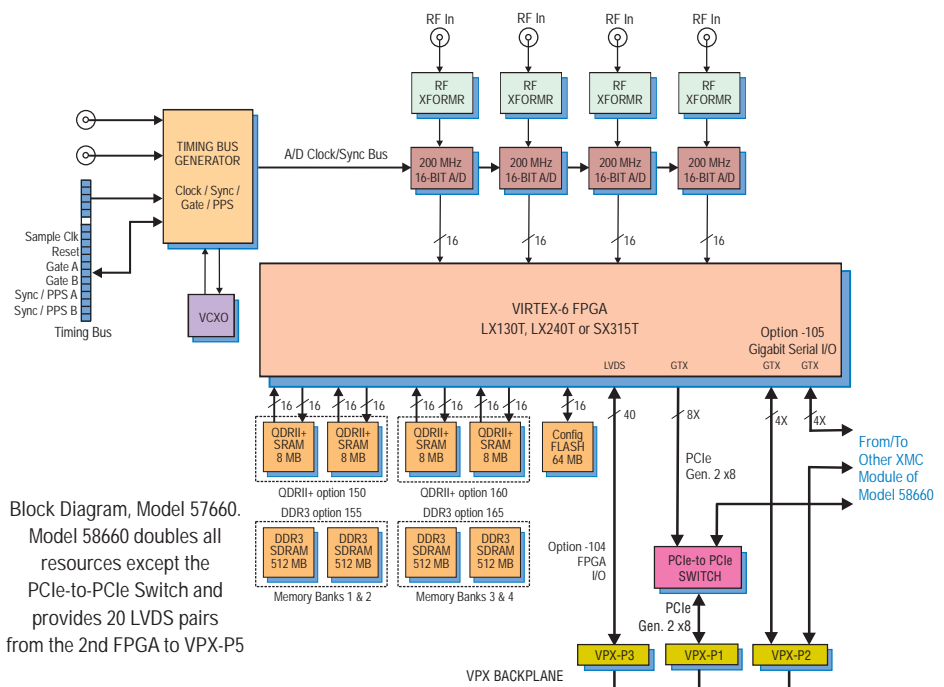 RF In
RF In
RF In
RF In
RF
XFORMR
RF
XFORMR
RF
XFORMR
RF
XFORMR
TIMING BUS
GENERATOR
Clock / Sync /
Gate / PPS
A/D Clock/Sync Bus
200 MHz
16-BIT A/D
200 MHz
16-BIT A/D
200 MHz
16-BIT A/D
200 MHz
16-BIT A/D
16
16
16
16
Sample Clk
Reset
Gate A
Gate B
Sync / PPS A
Sync / PPS B
Timing Bus
VCXO
VIRTEX-6 FPGA
LX130T, LX240T or SX315T
Option -105
Gigabit Serial I/O
LVDS
GTX
GTX
GTX
16
16
16
16
16
16
16
16
16
40
8X
4X
4X
QDRII+
SRAM
8 MB
QDRII+
SRAM
8 MB
QDRII+
SRAM
8 MB
QDRII+
SRAM
8 MB
Config
FLASH
64 MB
QDRII+ option 150
QDRII+ option 160
DDR3 option 155
DDR3 option 165
DDR3
SDRAM
512 MB
DDR3
SDRAM
512 MB
DDR3
SDRAM
512 MB
DDR3
SDRAM
512 MB
Memory Banks 1 & 2
Memory Banks 3 & 4
PCIe
Gen. 2 x8
From/To
Other XMC
Module of
Model 58660
Option -104
FPGA
I/O
PCIe-to PCIe
SWITCH
PCIe
Gen. 2 x8
Block Diagram, Model 57660.
Model 58660 doubles all
resources except the
PCIe-to-PCIe Switch and
provides 20 LVDS pairs
from the 2nd FPGA to VPX-P5
VPX-P3
VPX-P1
VPX-P2
VPX BACKPLANE